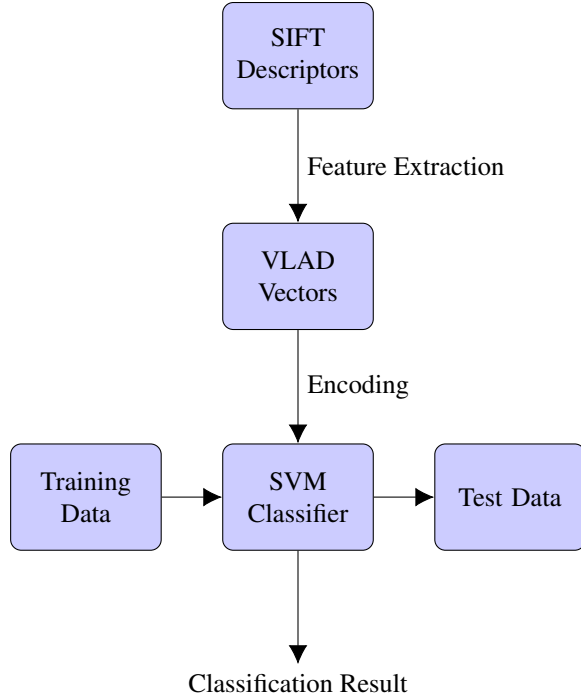 SIFT
Descriptors
Feature Extraction
VLAD
Vectors
Encoding
Training
Data
SVM
Classifier
Test Data
Classification Result